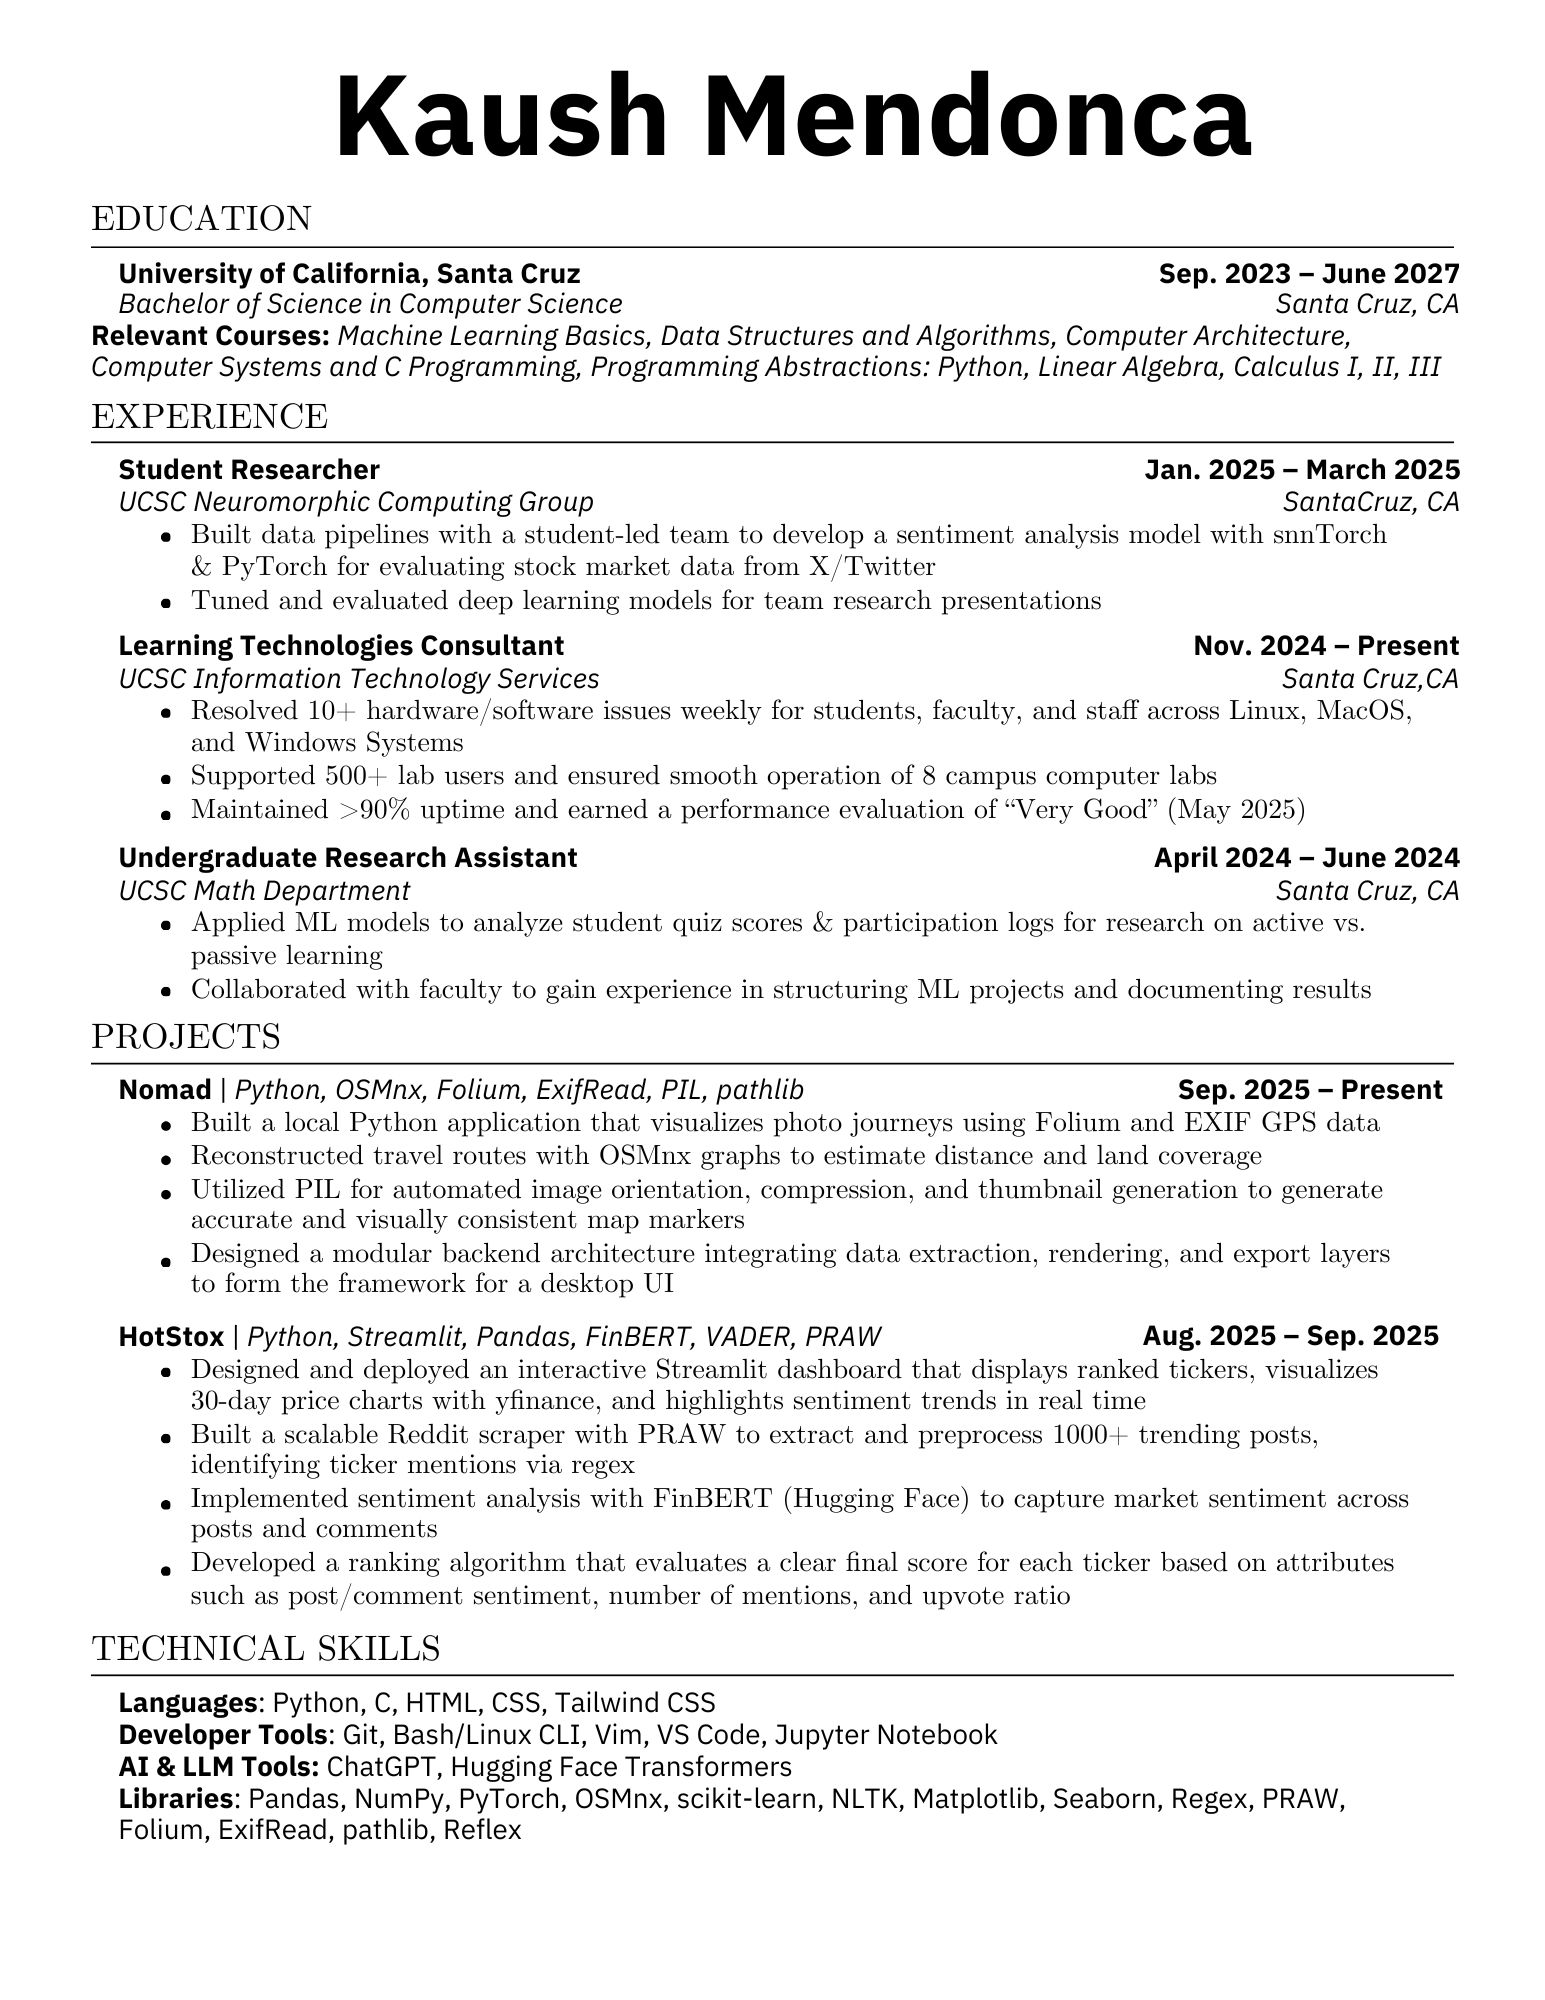 Kaush Mendonca
EDUCATION
University of California, Santa Cruz Sep. 2023 – June 2027
Bachelor of Science in Computer Science Santa Cruz, CA
Relevant Courses: Machine Learning Basics, Data Structures and Algorithms, Computer Architecture,
Computer Systems and C Programming, Programming Abstractions: Python, Linear Algebra, Calculus I, II, III
EXPERIENCE
Student Researcher Jan. 2025 – March 2025
UCSC Neuromorphic Computing Group SantaCruz, CA
• Built data pipelines with a student-led team to develop a sentiment analysis model with snnTorch
& PyTorch for evaluating stock market data from X/Twitter
• Tuned and evaluated deep learning models for team research presentations
Learning Technologies Consultant Nov. 2024 – Present
UCSC Information Technology Services Santa Cruz,CA
• Resolved 10+ hardware/software issues weekly for students, faculty, and staff across Linux, MacOS,
and Windows Systems
• Supported 500+ lab users and ensured smooth operation of 8 campus computer labs
• Maintained >90% uptime and earned a performance evaluation of “Very Good” (May 2025)
Undergraduate Research Assistant April 2024 – June 2024
UCSC Math Department Santa Cruz, CA
• Applied ML models to analyze student quiz scores & participation logs for research on active vs.
passive learning
• Collaborated with faculty to gain experience in structuring ML projects and documenting results
PROJECTS
Nomad | Python, OSMnx, Folium, ExifRead, PIL, pathlib Sep. 2025 – Present
• Built a local Python application that visualizes photo journeys using Folium and EXIF GPS data
• Reconstructed travel routes with OSMnx graphs to estimate distance and land coverage
• Utilized PIL for automated image orientation, compression, and thumbnail generation to generate
accurate and visually consistent map markers
• Designed a modular backend architecture integrating data extraction, rendering, and export layers
to form the framework for a desktop UI
HotStox | Python, Streamlit, Pandas, FinBERT, VADER, PRAW Aug. 2025 – Sep. 2025
• Designed and deployed an interactive Streamlit dashboard that displays ranked tickers, visualizes
30-day price charts with yfinance, and highlights sentiment trends in real time
• Built a scalable Reddit scraper with PRAW to extract and preprocess 1000+ trending posts,
identifying ticker mentions via regex
• Implemented sentiment analysis with FinBERT (Hugging Face) to capture market sentiment across
posts and comments
• Developed a ranking algorithm that evaluates a clear final score for each ticker based on attributes
such as post/comment sentiment, number of mentions, and upvote ratio
TECHNICAL SKILLS
Languages: Python, C, HTML, CSS, Tailwind CSS
Developer Tools: Git, Bash/Linux CLI, Vim, VS Code, Jupyter Notebook
AI & LLM Tools: ChatGPT, Hugging Face Transformers
Libraries: Pandas, NumPy, PyTorch, OSMnx, scikit-learn, NLTK, Matplotlib, Seaborn, Regex, PRAW,
Folium, ExifRead, pathlib, Reflex